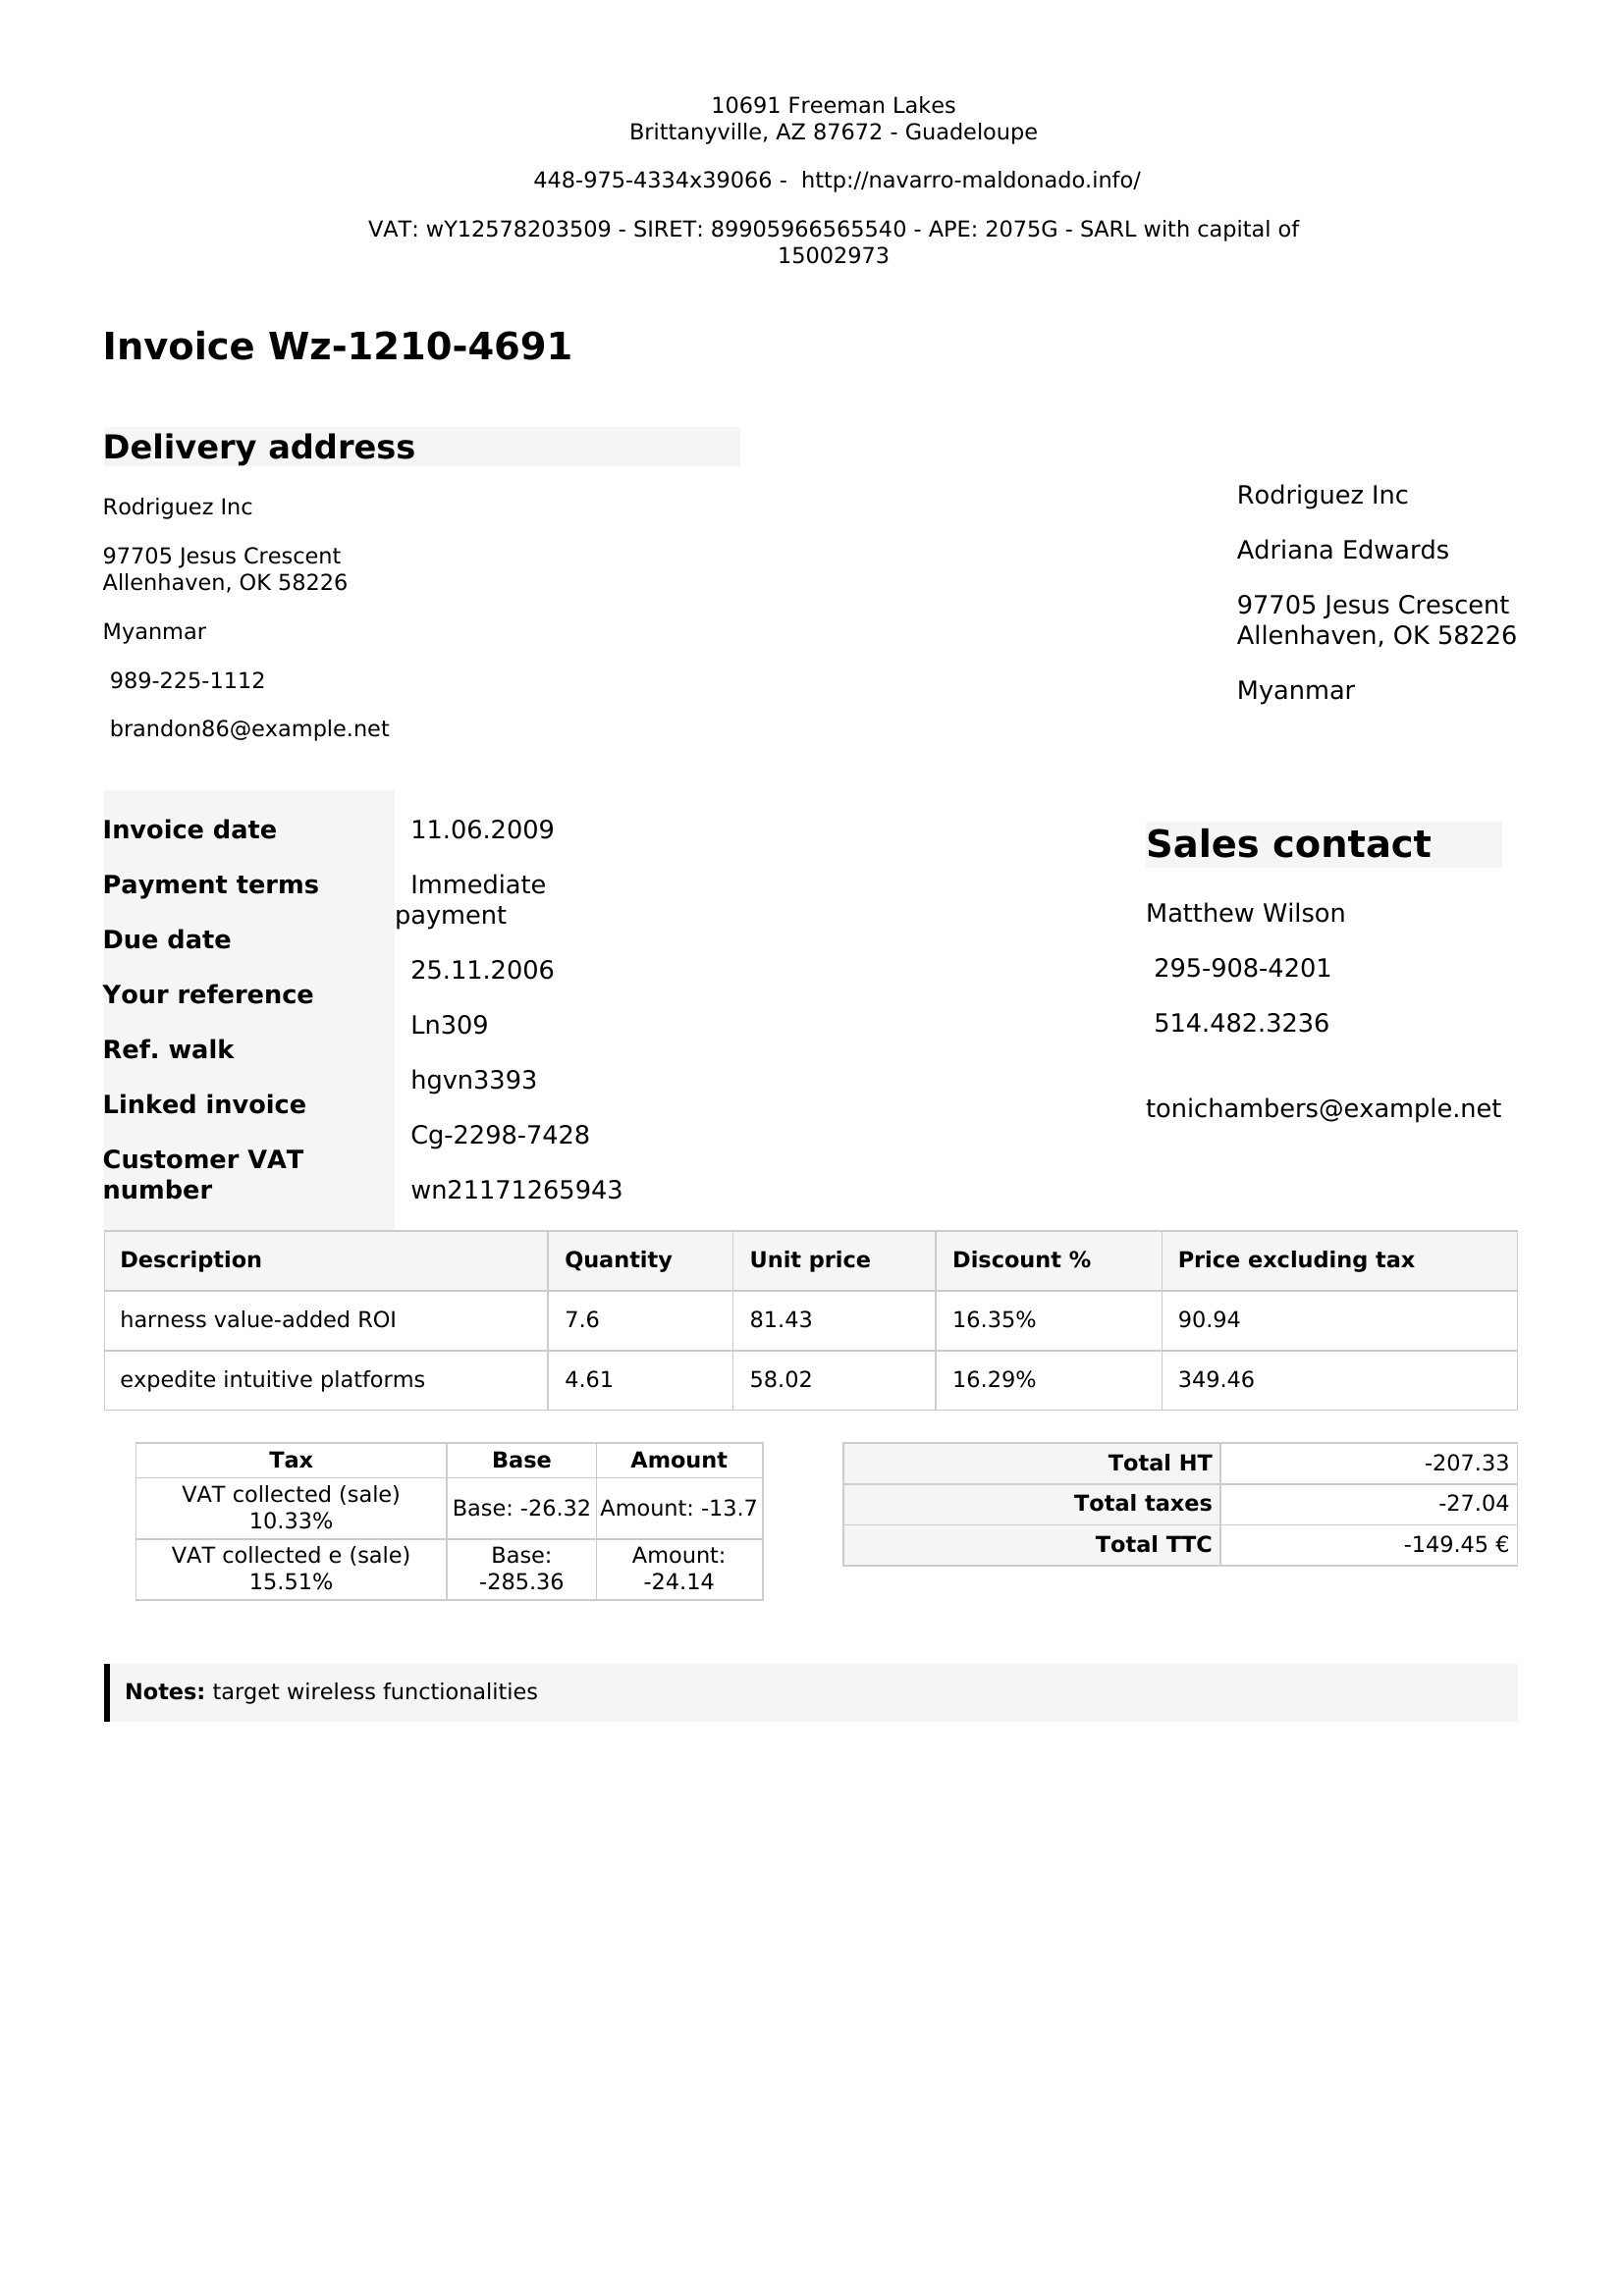 10691 Freeman Lakes
Brittanyville, AZ 87672 - Guadeloupe
448-975-4334x39066 - http://navarro-maldonado.info/
VAT: wY12578203509 - SIRET: 89905966565540 - APE: 2075G - SARL with capital of
15002973
Invoice Wz-1210-4691
Delivery address
Rodriguez Inc
97705 Jesus Crescent
Allenhaven, OK 58226
Myanmar
989-225-1112
brandon86@example.net
Rodriguez Inc
Adriana Edwards
97705 Jesus Crescent
Allenhaven, OK 58226
Myanmar
Invoice date
Payment terms
Due date
Your reference
Ref. walk
Linked invoice
Customer VAT
number
11.06.2009
Immediate
payment
25.11.2006
Ln309
hgvn3393
Cg-2298-7428
wn21171265943
Sales contact
Matthew Wilson
295-908-4201
514.482.3236
tonichambers@example.net
Description Quantity Unit price Discount % Price excluding tax
harness value-added ROI 7.6 81.43 16.35% 90.94
expedite intuitive platforms 4.61 58.02 16.29% 349.46
Tax Base Amount
VAT collected (sale)
10.33%
Base: -26.32 Amount: -13.7
VAT collected e (sale)
15.51%
Base:
-285.36
Amount:
-24.14
Total HT -207.33
Total taxes -27.04
Total TTC -149.45 €
Notes: target wireless functionalities